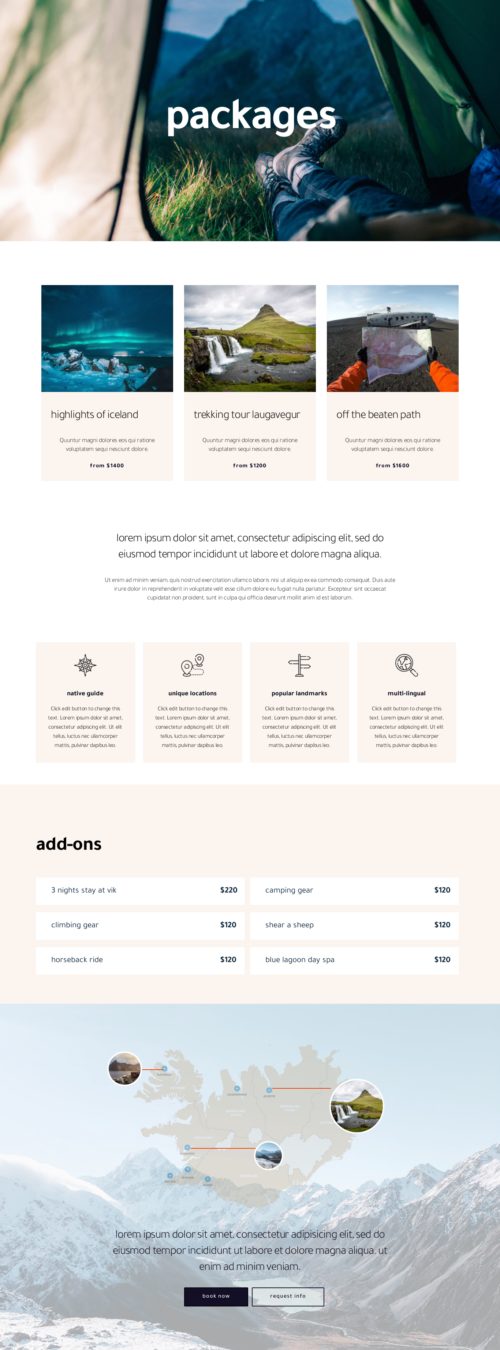 packages
highlights of iceland
Quuntur magni dolores eos qui ratione
voluptatem sequi nesciunt dolore.
from $1400
trekking tour laugavegur
Quuntur magni dolores eos qui ratione
voluptatem sequi nesciunt dolore.
from $1200
off the beaten path
Quuntur magni dolores eos qui ratione
voluptatem sequi nesciunt dolore.
from $1600
lorem ipsum dolor sit amet, consectetur adipiscing elit, sed do
eiusmod tempor incididunt ut labore et dolore magna aliqua.
Ut enim ad minim veniam, quis nostrud exercitation ullamco laboris nisi ut aliquip ex ea commodo consequat. Duis aute
irure dolor in reprehenderit in voluptate velit esse cillum dolore eu fugiat nulla pariatur. Excepteur sint occaecat
cupidatat non proident, sunt in culpa qui officia deserunt mollit anim id est laborum.
native guide
Click edit button to change this
text. Lorem ipsum dolor sit amet,
consectetur adipiscing elit. Ut elit
tellus, luctus nec ullamcorper
mattis, pulvinar dapibus leo.
unique locations
Click edit button to change this
text. Lorem ipsum dolor sit amet,
consectetur adipiscing elit. Ut elit
tellus, luctus nec ullamcorper
mattis, pulvinar dapibus leo.
popular landmarks
Click edit button to change this
text. Lorem ipsum dolor sit amet,
consectetur adipiscing elit. Ut elit
tellus, luctus nec ullamcorper
mattis, pulvinar dapibus leo.
multi-lingual
Click edit button to change this
text. Lorem ipsum dolor sit amet,
consectetur adipiscing elit. Ut elit
tellus, luctus nec ullamcorper
mattis, pulvinar dapibus leo.
add-ons
3 nights stay at vik $220
camping gear $120
climbing gear $120
shear a sheep $120
horseback ride $120
blue lagoon day spa $120
lorem ipsum dolor sit amet, consectetur adipiscing elit, sed do
eiusmod tempor incididunt ut labore et dolore magna aliqua. ut
enim ad minim veniam.
book now
request info